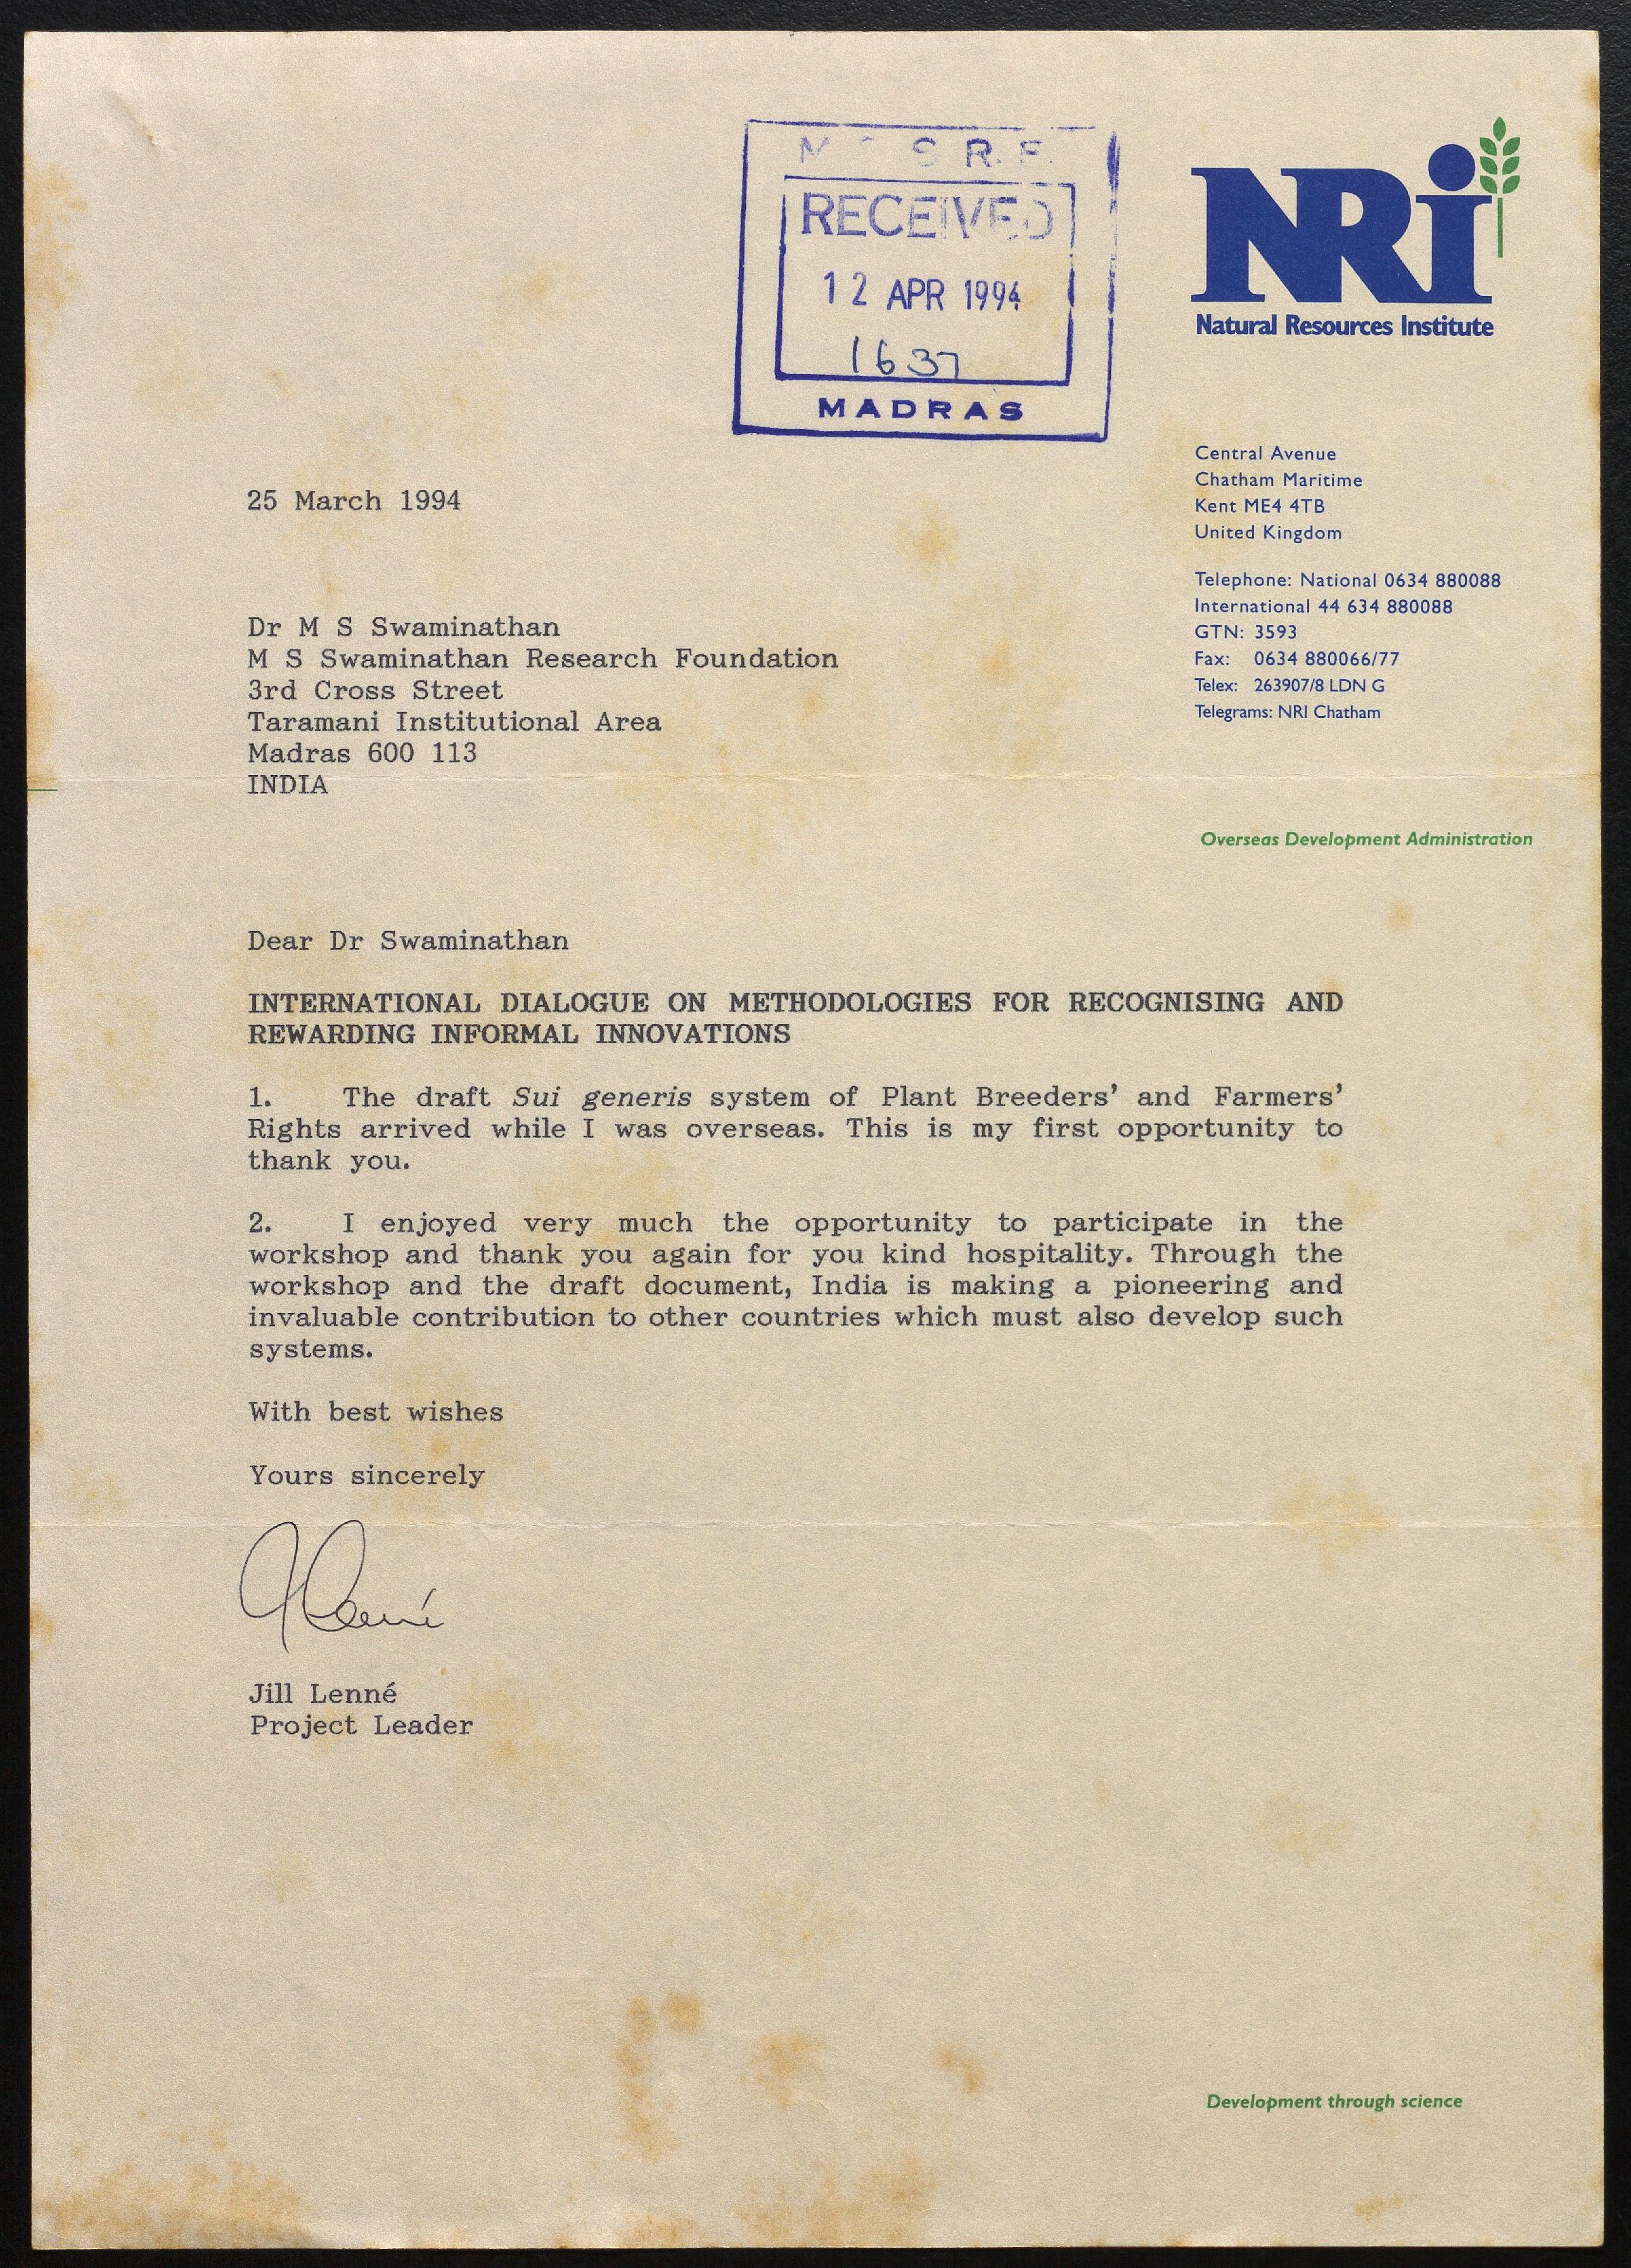 M S R. F.
RECEIVED
12 APR 1994
1637
MADRAS
NRi
Natural Resources Institute
Central Avenue
Chatham Maritime
Kent ME4 4TB
United Kingdom
Telephone: National 0634 880088
International 44 634 880088
GTN: 3593
Fax: 0634 880066/77
Telex: 263907/8 LDN G
Telegrams: NRI Chatham
Overseas Development Administration
25 March 1994
Dr M S Swaminathan
M S Swaminathan Research Foundation
3rd Cross Street
Taramani Institutional Area
Madras 600 113
INDIA
Dear Dr Swaminathan
INTERNATIONAL DIALOGUE ON METHODOLOGIES FOR RECOGNISING AND
REWARDING INFORMAL INNOVATIONS
1. The draft Sui generis system of Plant Breeders' and Farmers'
Rights arrived while I was overseas. This is my first opportunity to
thank you.
2. I enjoyed very much the opportunity to participate in the
workshop and thank you again for you kind hospitality. Through the
workshop and the draft document, India is making a pioneering and
invaluable contribution to other countries which must also develop such
systems.
With best wishes
Yours sincerely
JLenné
Jill Lenné
Project Leader
Development through science